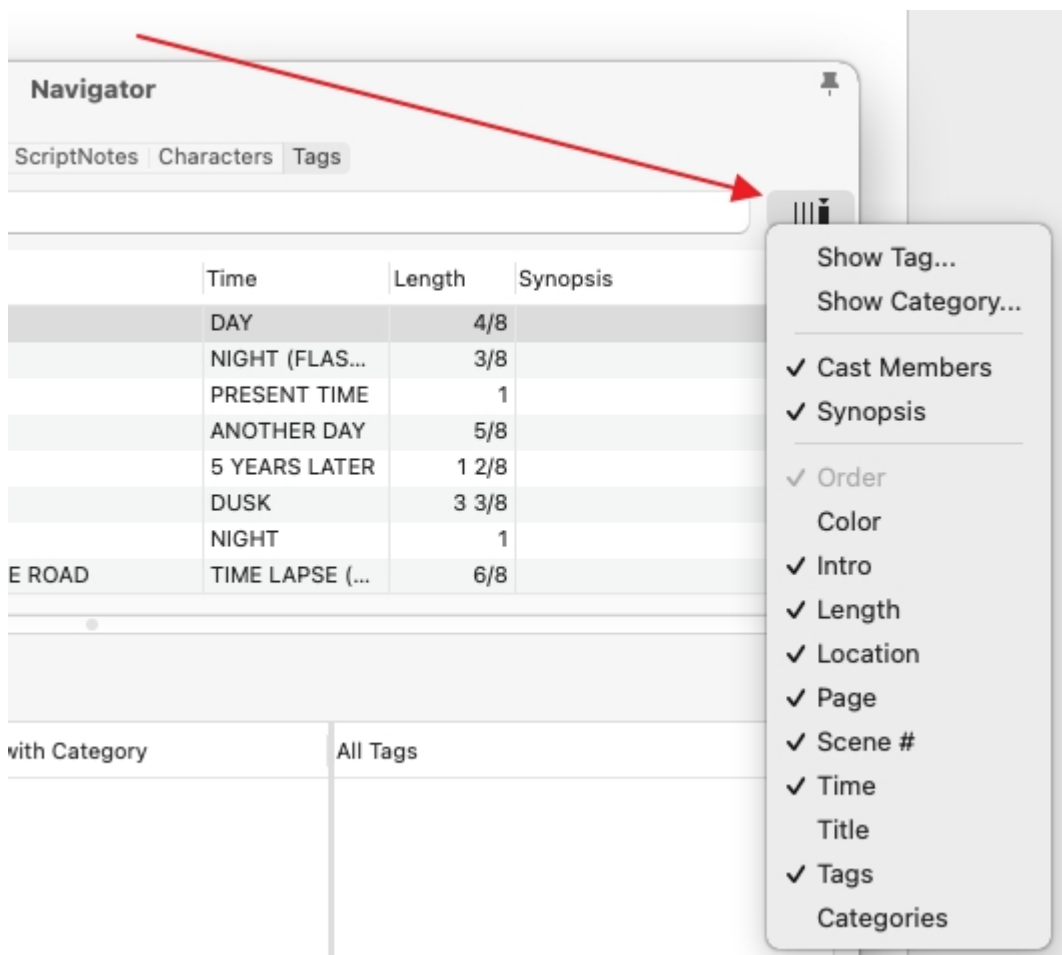 Navigator
ScriptNotes Characters Tags
Time Length Synopsis
DAY 4/8
NIGHT (FLAS... 3/8
PRESENT TIME 1
ANOTHER DAY 5/8
5 YEARS LATER 1 2/8
DUSK 3 3/8
NIGHT 1
E ROAD TIME LAPSE (... 6/8
with Category All Tags
Show Tag...
Show Category...
✓ Cast Members
✓ Synopsis
✓ Order
Color
✓ Intro
✓ Length
✓ Location
✓ Page
✓ Scene #
✓ Time
Title
✓ Tags
Categories